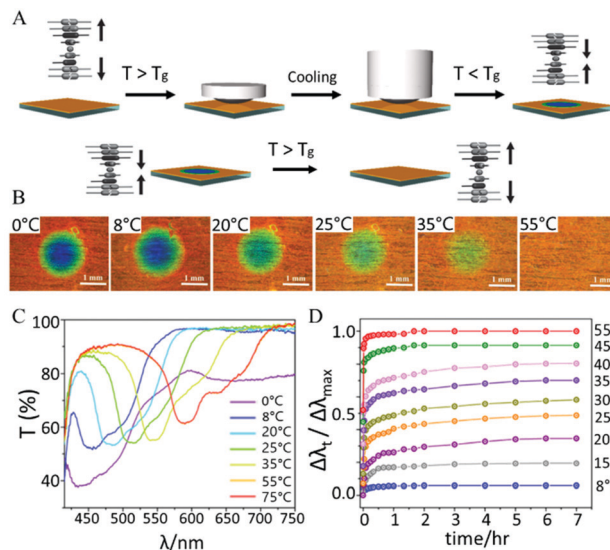 A
T > Tg
Cooling
T < Tg
T > Tg
B
0°C
8°C
20°C
25°C
35°C
55°C
1 mm
1 mm
1 mm
1 mm
1 mm
1 mm
C
100
80
60
40
T (%)
0°C
8°C
20°C
25°C
35°C
55°C
75°C
450
550
650
750
λ/nm
D
1.0
0.5
0.0
Δλt / Δλmax
55
45
40
35
30
25
20
15
8°
0
1
2
3
4
5
6
7
time/hr